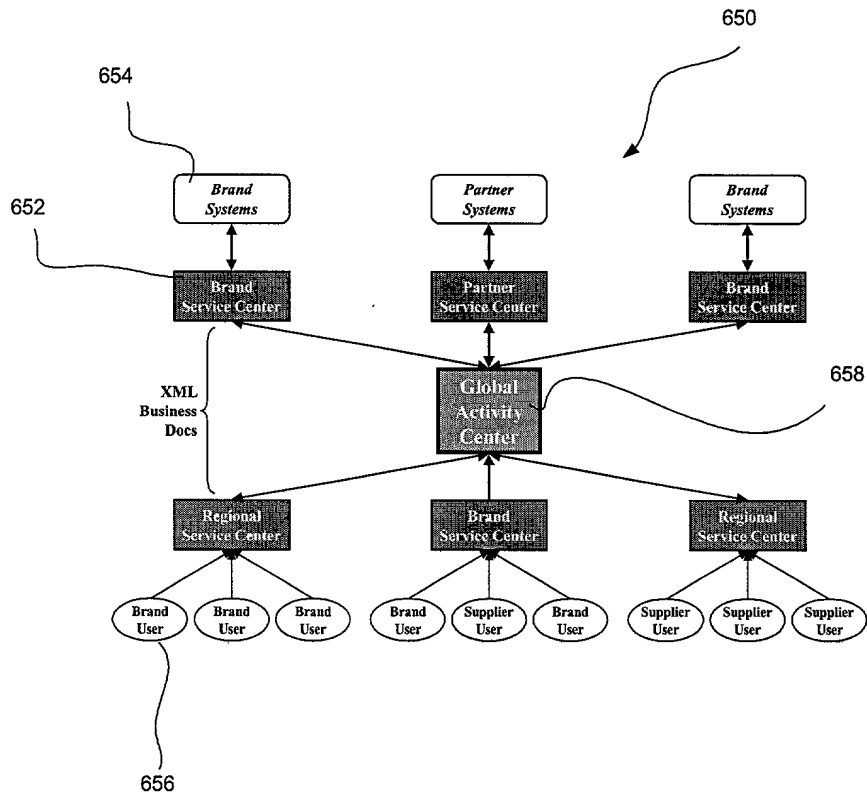 650
654
Brand
Systems
Partner
Systems
Brand
Systems
652
Brand
Service Center
Partner
Service Center
Brand
Service Center
XML
Business
Docs
Global
Activity
Center
658
Regional
Service Center
Brand
Service Center
Regional
Service Center
Brand
User
Brand
User
Brand
User
Brand
User
Supplier
User
Brand
User
Supplier
User
Supplier
User
Supplier
User
656